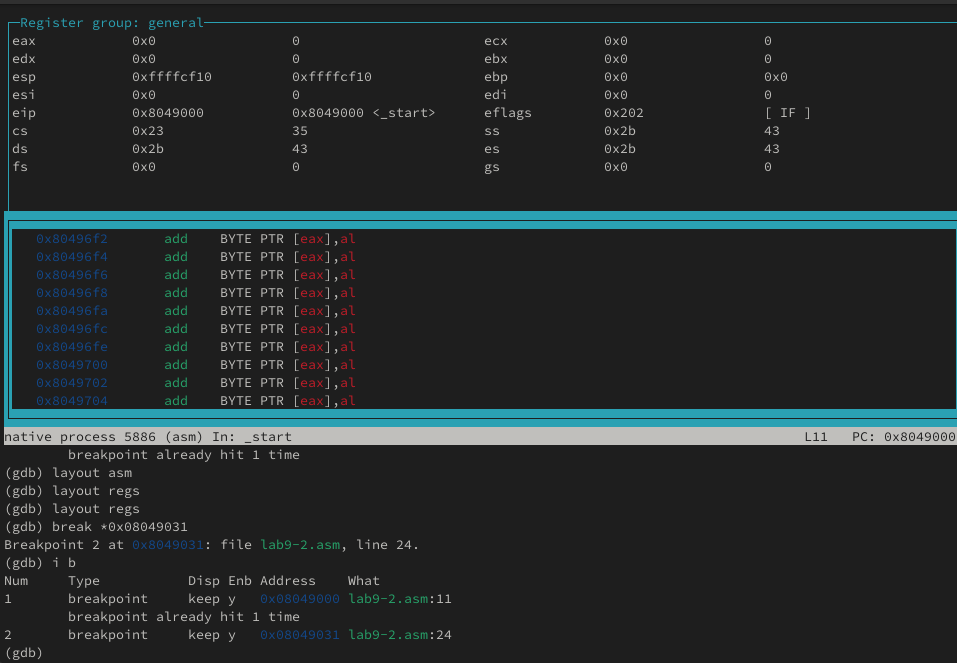 Register group: general
eax 0x0 0 ecx 0x0 0
edx 0x0 0 ebx 0x0 0
esp 0xffffcf10 0xffffcf10 ebp 0x0 0x0
esi 0x0 0 edi 0x0 0
eip 0x8049000 0x8049000 <_start> eflags 0x202 [ IF ]
cs 0x23 35 ss 0x2b 43
ds 0x2b 43 es 0x2b 43
fs 0x0 0 gs 0x0 0
0x80496f2 add BYTE PTR [eax],al
0x80496f4 add BYTE PTR [eax],al
0x80496f6 add BYTE PTR [eax],al
0x80496f8 add BYTE PTR [eax],al
0x80496fa add BYTE PTR [eax],al
0x80496fc add BYTE PTR [eax],al
0x80496fe add BYTE PTR [eax],al
0x8049700 add BYTE PTR [eax],al
0x8049702 add BYTE PTR [eax],al
0x8049704 add BYTE PTR [eax],al
native process 5886 (asm) In: _start L11 PC: 0x8049000
breakpoint already hit 1 time
(gdb) layout asm
(gdb) layout regs
(gdb) layout regs
(gdb) break *0x08049031
Breakpoint 2 at 0x8049031: file lab9-2.asm, line 24.
(gdb) i b
Num Type Disp Enb Address What
1 breakpoint keep y 0x08049000 lab9-2.asm:11
breakpoint already hit 1 time
2 breakpoint keep y 0x08049031 lab9-2.asm:24
(gdb)